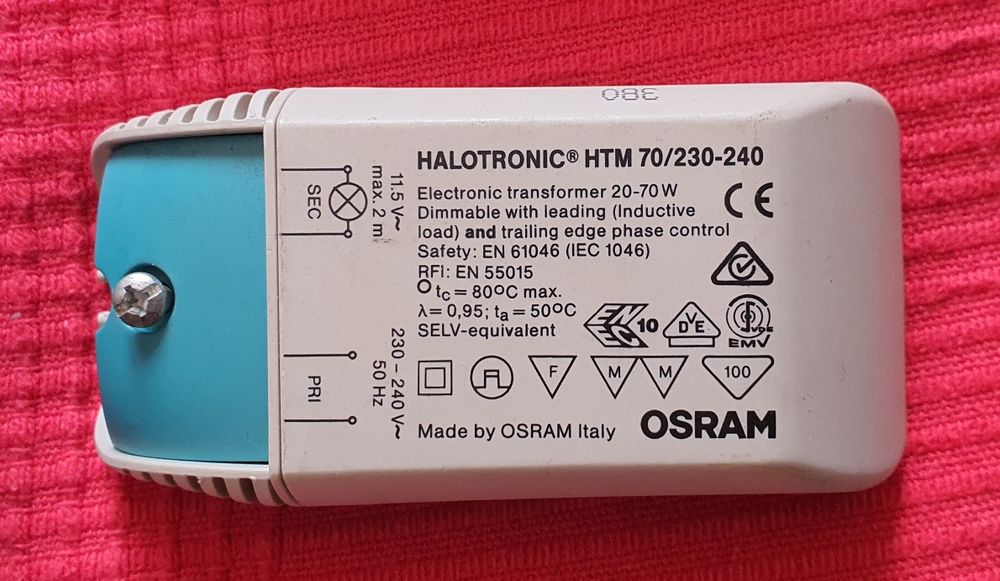 380
HALOTRONIC® HTM 70/230-240
Electronic transformer 20-70 W
Dimmable with leading (Inductive
load) and trailing edge phase control
Safety: EN 61046 (IEC 1046)
RFI: EN 55015
tc = 80°C max.
λ = 0,95; ta = 50°C
SELV-equivalent
CE
ENEC 10
VDE
VDE
EMV
F
M M
100
Made by OSRAM Italy
OSRAM
SEC
11.5 V~
max. 2 m
PRI
230 – 240 V~
50 Hz